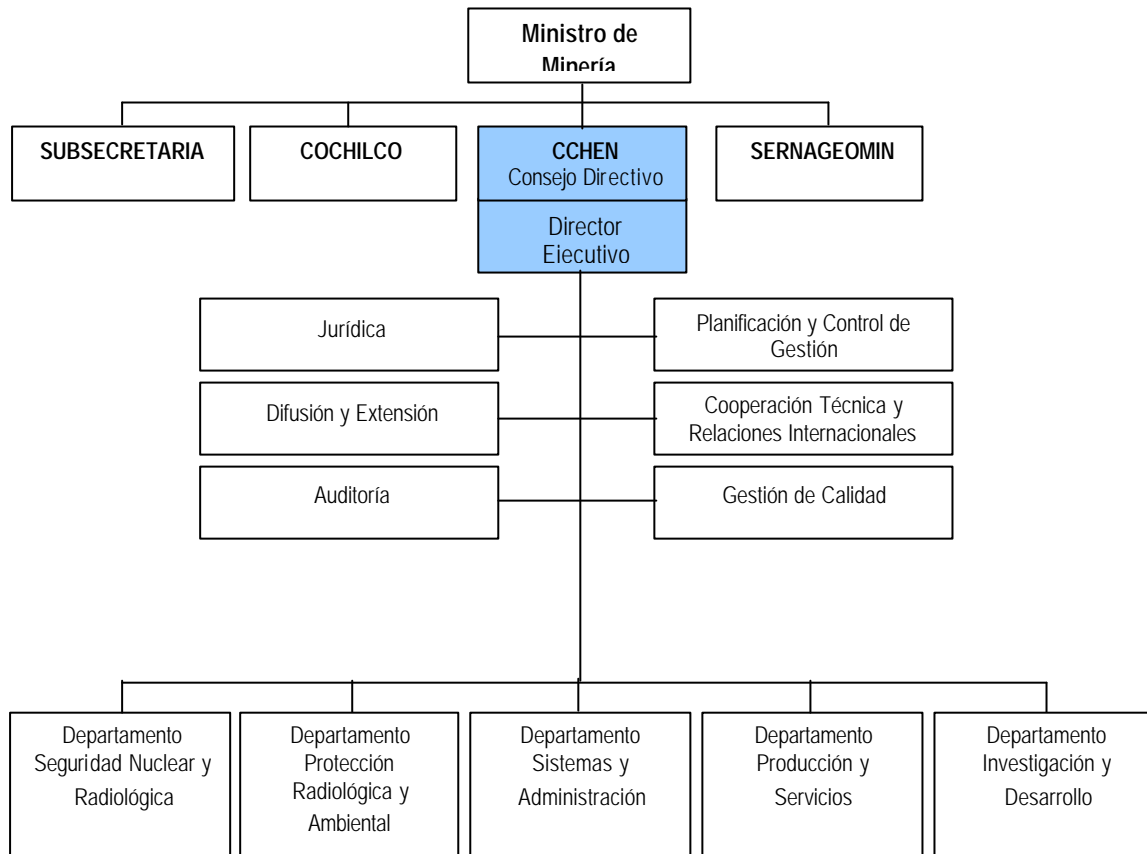 Ministro de
Minería
SUBSECRETARIA
COCHILCO
CCHEN
Consejo Directivo
SERNAGEOMIN
Director
Ejecutivo
Jurídica
Planificación y Control de
Gestión
Difusión y Extensión
Cooperación Técnica y
Relaciones Internacionales
Auditoría
Gestión de Calidad
Departamento
Seguridad Nuclear y
Radiológica
Departamento
Protección
Radiológica y
Ambiental
Departamento
Sistemas y
Administración
Departamento
Producción y
Servicios
Departamento
Investigación y
Desarrollo